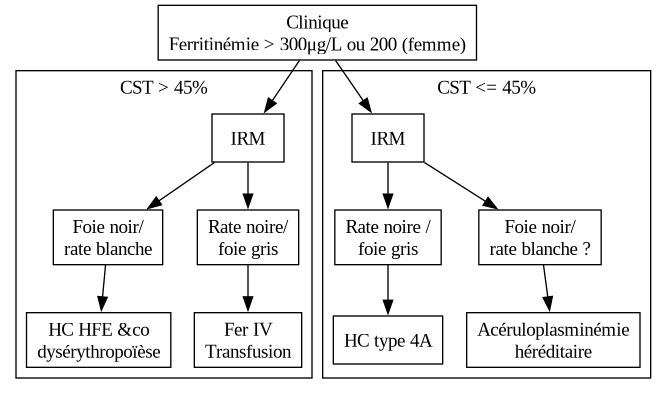 Clinique
Ferritinémie > 300µg/L ou 200 (femme)
CST > 45%
IRM
Foie noir/
rate blanche
Rate noire/
foie gris
HC HFE &co
dysérythropoïèse
Fer IV
Transfusion
CST <= 45%
IRM
Rate noire /
foie gris
Foie noir/
rate blanche ?
HC type 4A
Acéruloplasminémie
héréditaire